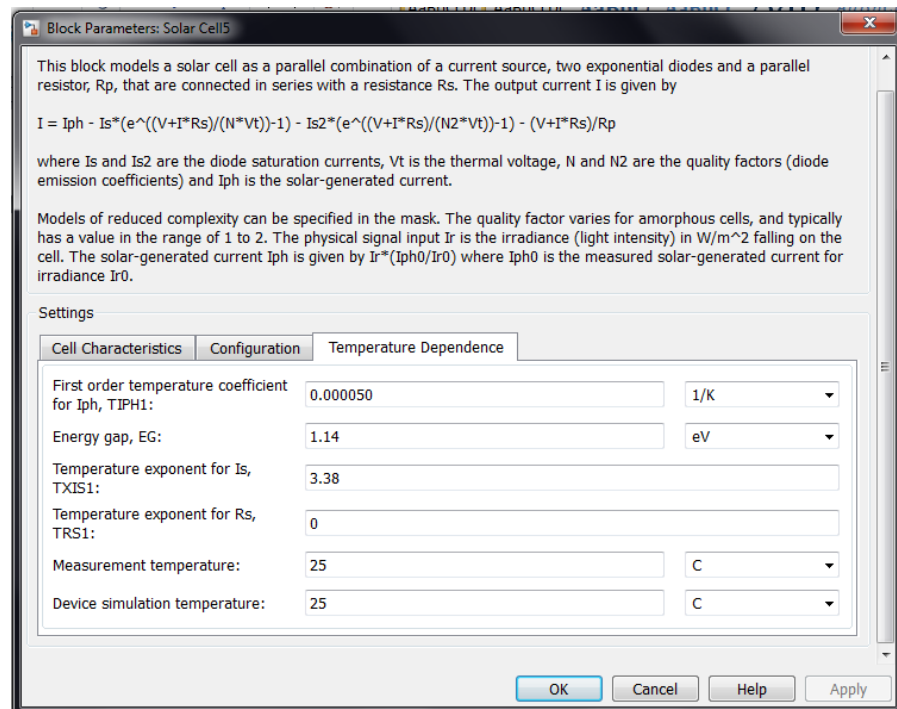 Block Parameters: Solar Cell5
This block models a solar cell as a parallel combination of a current source, two exponential diodes and a parallel
resistor, Rp, that are connected in series with a resistance Rs. The output current I is given by
I = Iph - Is*(e^((V+I*Rs)/(N*Vt))-1) - Is2*(e^((V+I*Rs)/(N2*Vt))-1) - (V+I*Rs)/Rp
where Is and Is2 are the diode saturation currents, Vt is the thermal voltage, N and N2 are the quality factors (diode
emission coefficients) and Iph is the solar-generated current.
Models of reduced complexity can be specified in the mask. The quality factor varies for amorphous cells, and typically
has a value in the range of 1 to 2. The physical signal input Ir is the irradiance (light intensity) in W/m^2 falling on the
cell. The solar-generated current Iph is given by Ir*(Iph0/Ir0) where Iph0 is the measured solar-generated current for
irradiance Ir0.
Settings
Cell Characteristics Configuration Temperature Dependence
First order temperature coefficient
for Iph, TIPH1: 0.000050 1/K
Energy gap, EG: 1.14 eV
Temperature exponent for Is,
TXIS1: 3.38
Temperature exponent for Rs,
TRS1: 0
Measurement temperature: 25 C
Device simulation temperature: 25 C
OK Cancel Help Apply